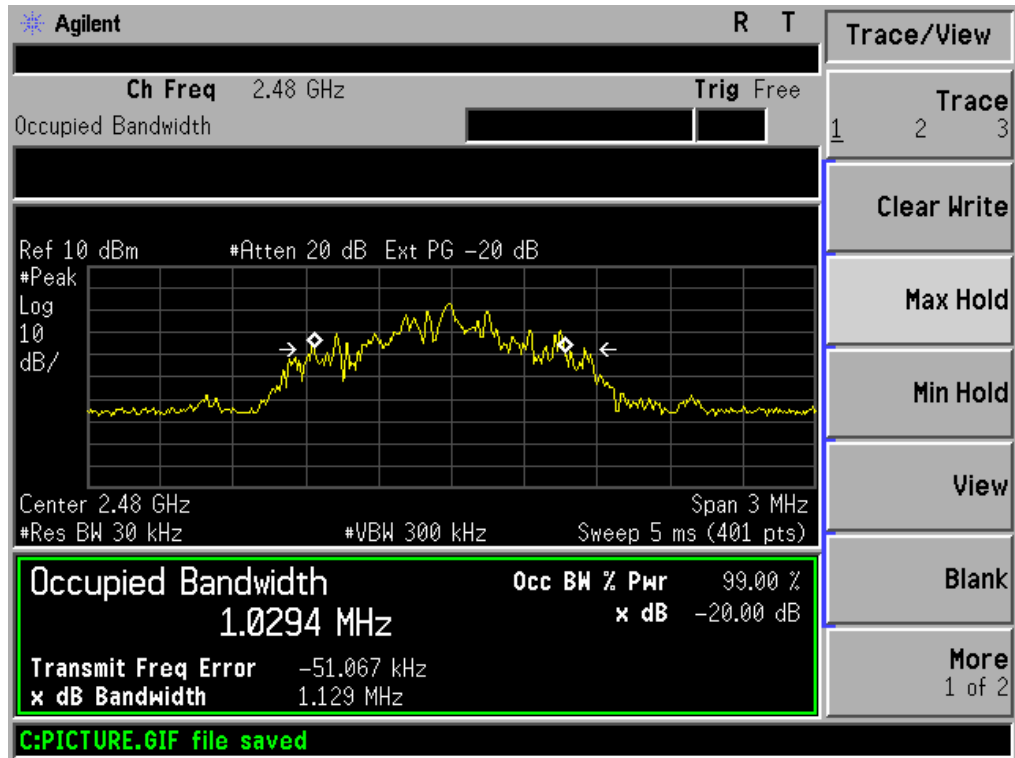 Agilent R T
Ch Freq 2.48 GHz Trig Free
Occupied Bandwidth
Ref 10 dBm #Atten 20 dB Ext PG -20 dB
#Peak
Log
10
dB/
Center 2.48 GHz Span 3 MHz
#Res BW 30 kHz #VBW 300 kHz Sweep 5 ms (401 pts)
Occupied Bandwidth Occ BW % Pwr 99.00 %
1.0294 MHz x dB -20.00 dB
Transmit Freq Error -51.067 kHz
x dB Bandwidth 1.129 MHz
C:PICTURE.GIF file saved
Trace/View
Trace
1 2 3
Clear Write
Max Hold
Min Hold
View
Blank
More
1 of 2